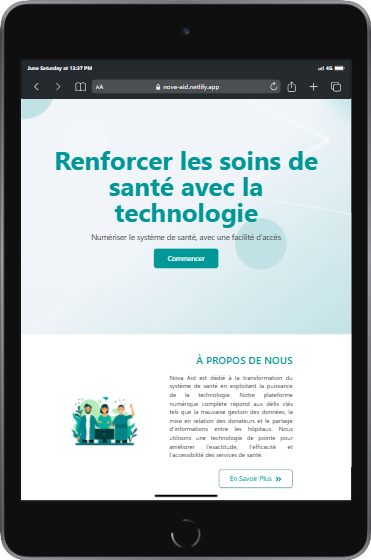 June Saturday at 13:37 PM
4G
AA
nova-aid.netlify.app
Renforcer les soins de
santé avec la
technologie
Numériser le système de santé, avec une facilité d'accès
Commencer
À PROPOS DE NOUS
Nova Aid est dédié à la transformation du
système de santé en exploitant la puissance
de la technologie. Notre plateforme
numérique complète répond aux défis clés
tels que la mauvaise gestion des données, la
mise en relation des donateurs et le partage
d'informations entre les hôpitaux. Nous
utilisons une technologie de pointe pour
améliorer l'exactitude, l'efficacité et
l'accessibilité des services de santé.
En Savoir Plus »